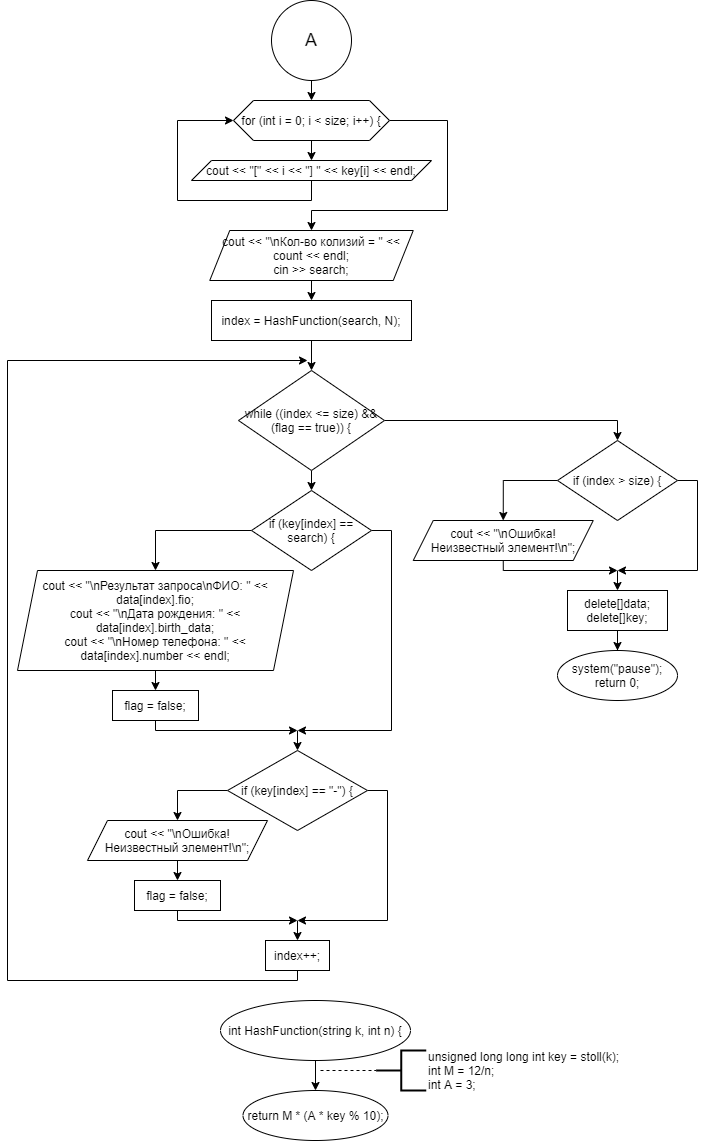 A
for (int i = 0; i < size; i++) {
cout << "[" << i << "] " << key[i] << endl;
cout << "\nКол-во колизий = " <<
count << endl;
cin >> search;
index = HashFunction(search, N);
while ((index <= size) &&
(flag == true)) {
if (index > size) {
if (key[index] ==
search) {
cout << "\nОшибка!
Неизвестный элемент!\n";
cout << "\nРезультат запроса\nФИО: " <<
data[index].fio;
cout << "\nДата рождения: " <<
data[index].birth_data;
cout << "\nНомер телефона: " <<
data[index].number << endl;
delete[]data;
delete[]key;
system("pause");
return 0;
flag = false;
if (key[index] == "-") {
cout << "\nОшибка!
Неизвестный элемент!\n";
flag = false;
index++;
int HashFunction(string k, int n) {
unsigned long long int key = stoll(k);
int M = 12/n;
int A = 3;
return M * (A * key % 10);